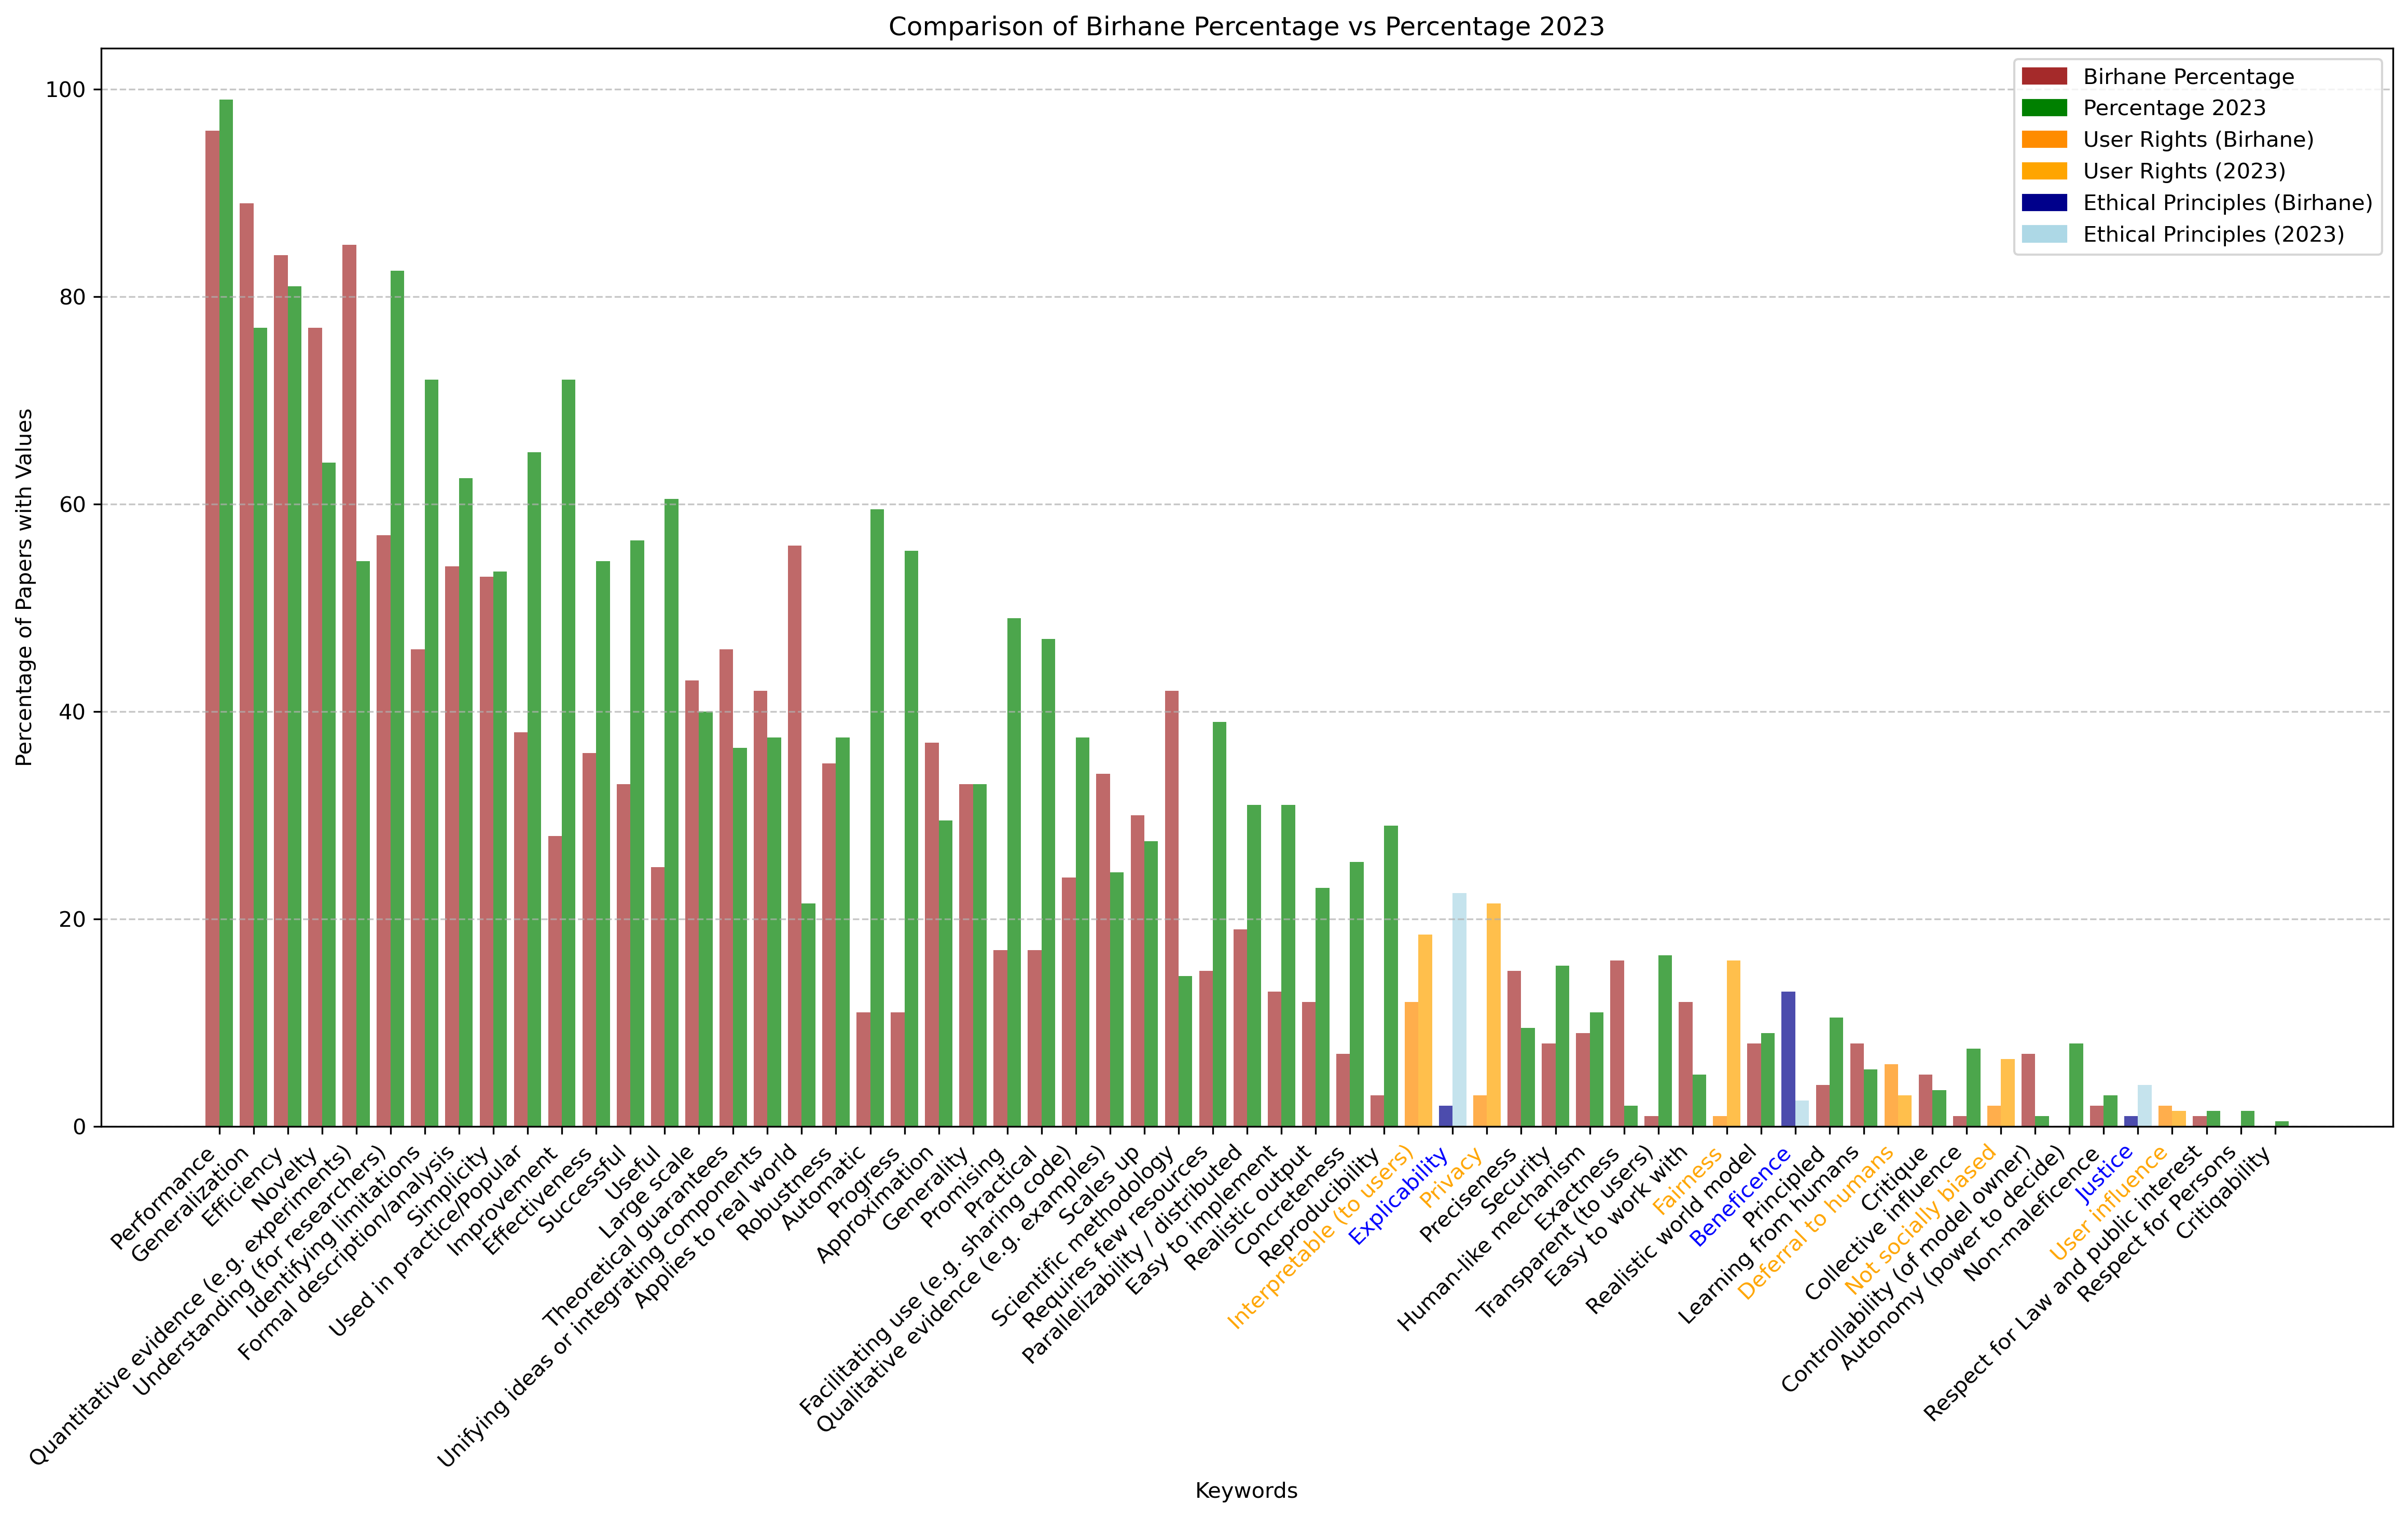 Comparison of Birhane Percentage vs Percentage 2023
Birhane Percentage
Percentage 2023
User Rights (Birhane)
User Rights (2023)
Ethical Principles (Birhane)
Ethical Principles (2023)
Percentage of Papers with Values
100
80
60
40
20
0
Performance
Generalization
Efficiency
Novelty
Quantitative evidence (e.g. experiments)
Understanding (for researchers)
Identifying limitations
Formal description/analysis
Simplicity
Used in practice/Popular
Improvement
Effectiveness
Successful
Useful
Large scale
Theoretical guarantees
Unifying ideas or integrating components
Applies to real world
Robustness
Automatic
Progress
Approximation
Generality
Promising
Practical
Facilitating use (e.g. sharing code)
Qualitative evidence (e.g. examples)
Scales up
Scientific methodology
Requires few resources
Parallelizability / distributed
Easy to implement
Realistic output
Concreteness
Reproducibility
Interpretable (to users)
Explicability
Privacy
Preciseness
Security
Human-like mechanism
Exactness
Transparent (to users)
Easy to work with
Fairness
Realistic world model
Beneficence
Principled
Learning from humans
Deferral to humans
Critique
Collective influence
Not socially biased
Controllability (of model owner)
Autonomy (power to decide)
Non-maleficence
Justice
User influence
Respect for Law and public interest
Respect for Persons
Critiqability
Keywords